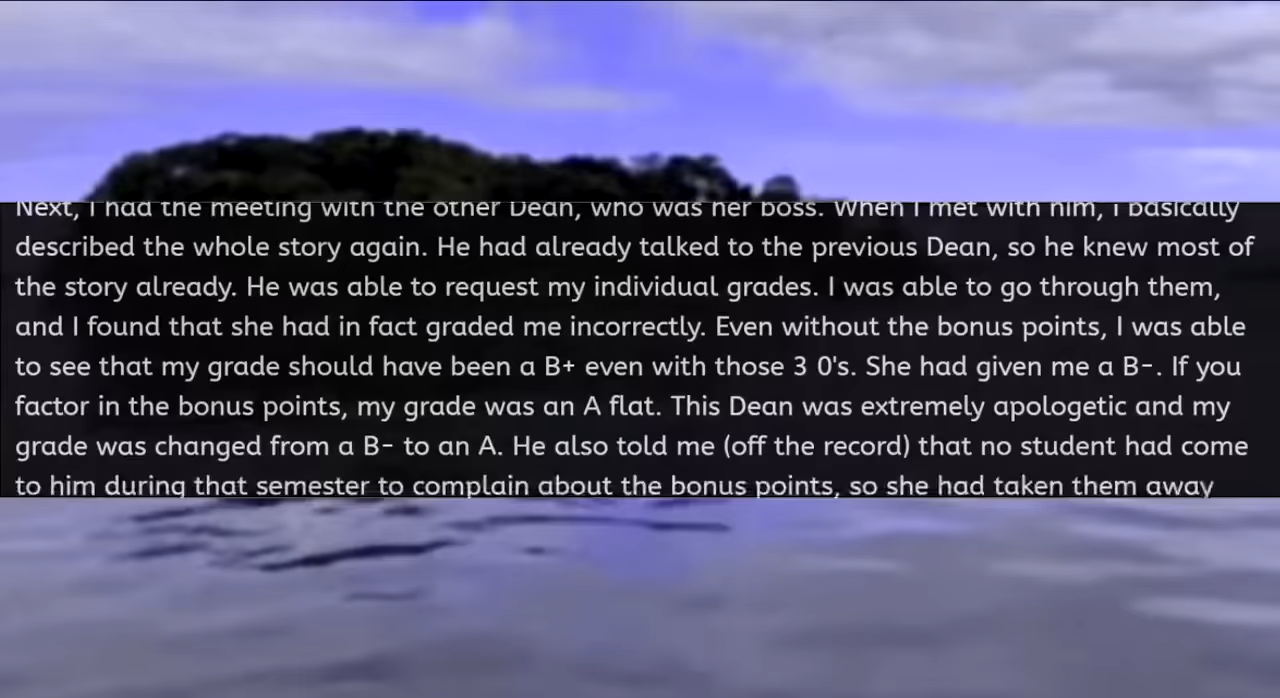 Next, I had the meeting with the other Dean, who was her boss. When I met with him, I basically
described the whole story again. He had already talked to the previous Dean, so he knew most of
the story already. He was able to request my individual grades. I was able to go through them,
and I found that she had in fact graded me incorrectly. Even without the bonus points, I was able
to see that my grade should have been a B+ even with those 3 0's. She had given me a B-. If you
factor in the bonus points, my grade was an A flat. This Dean was extremely apologetic and my
grade was changed from a B- to an A. He also told me (off the record) that no student had come
to him during that semester to complain about the bonus points, so she had taken them away